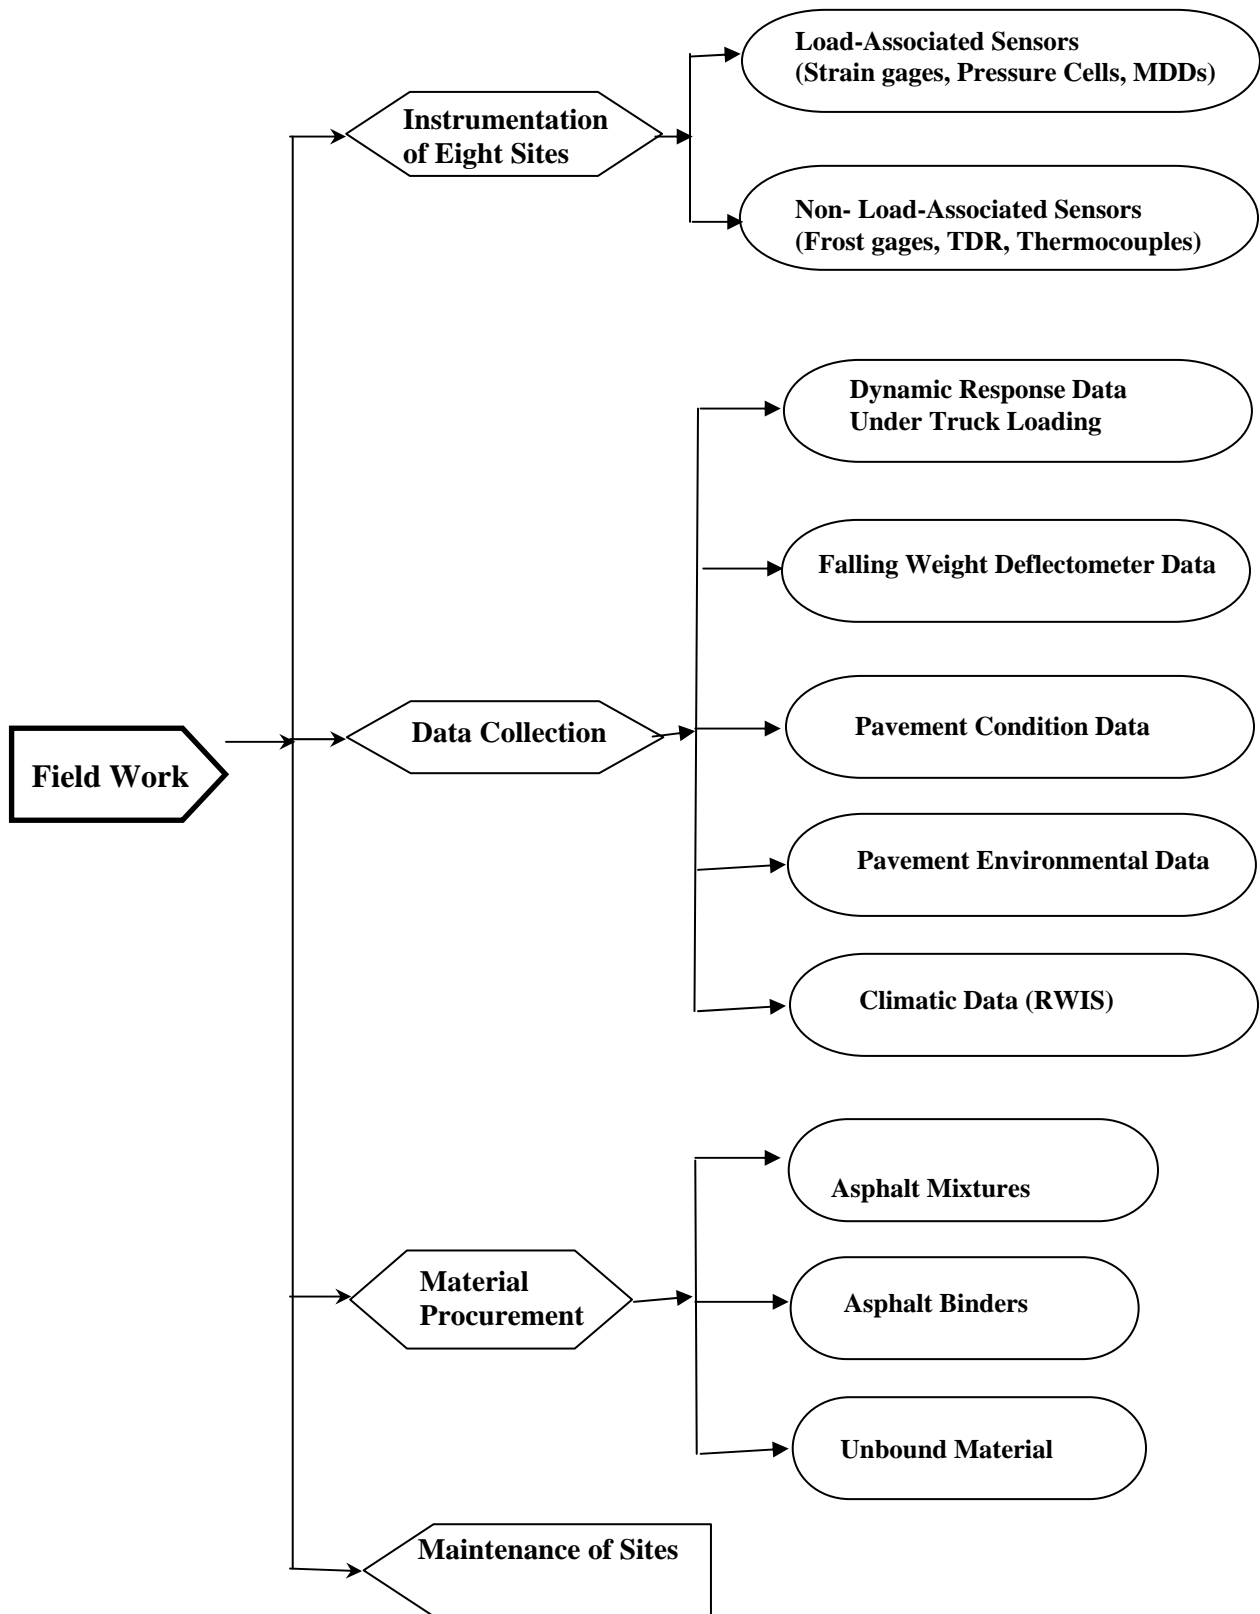 Load-Associated Sensors
(Strain gages, Pressure Cells, MDDs)
Instrumentation
of Eight Sites
Non- Load-Associated Sensors
(Frost gages, TDR, Thermocouples)
Dynamic Response Data
Under Truck Loading
Falling Weight Deflectometer Data
Data Collection
Pavement Condition Data
Field Work
Pavement Environmental Data
Climatic Data (RWIS)
Asphalt Mixtures
Material
Procurement
Asphalt Binders
Unbound Material
Maintenance of Sites